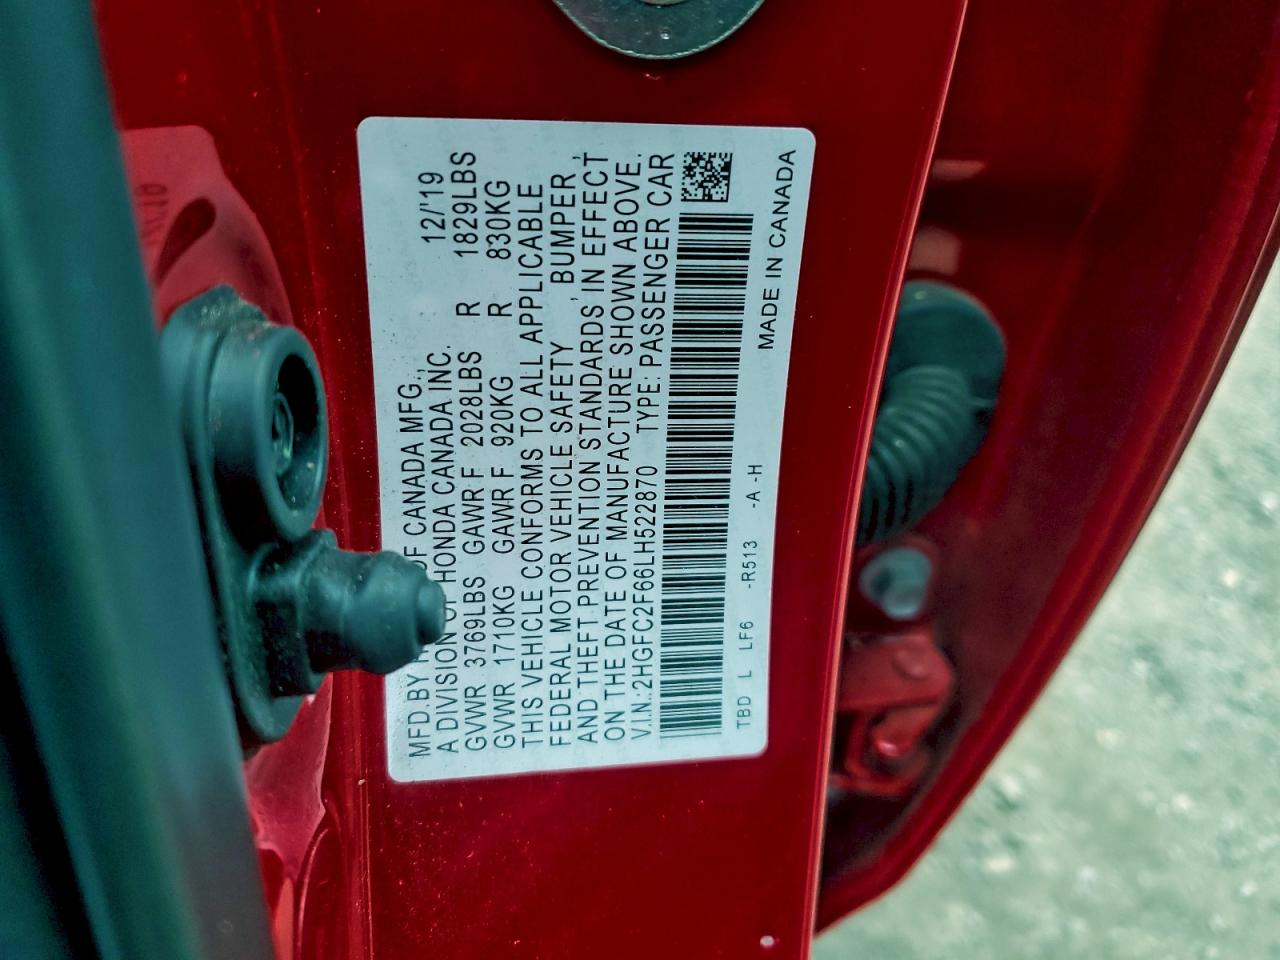 MFD.BY OF CANADA MFG.,
A DIVISION OF HONDA CANADA INC. 12/'19
GVWR 3769LBS GAWR F 2028LBS R 1829LBS
GVWR 1710KG GAWR F 920KG R 830KG
THIS VEHICLE CONFORMS TO ALL APPLICABLE
FEDERAL MOTOR VEHICLE SAFETY, BUMPER,
AND THEFT PREVENTION STANDARDS IN EFFECT
ON THE DATE OF MANUFACTURE SHOWN ABOVE.
V.I.N.:2HGFC2F66LH522870 TYPE: PASSENGER CAR
TBD L LF6 -R513 -A -H MADE IN CANADA